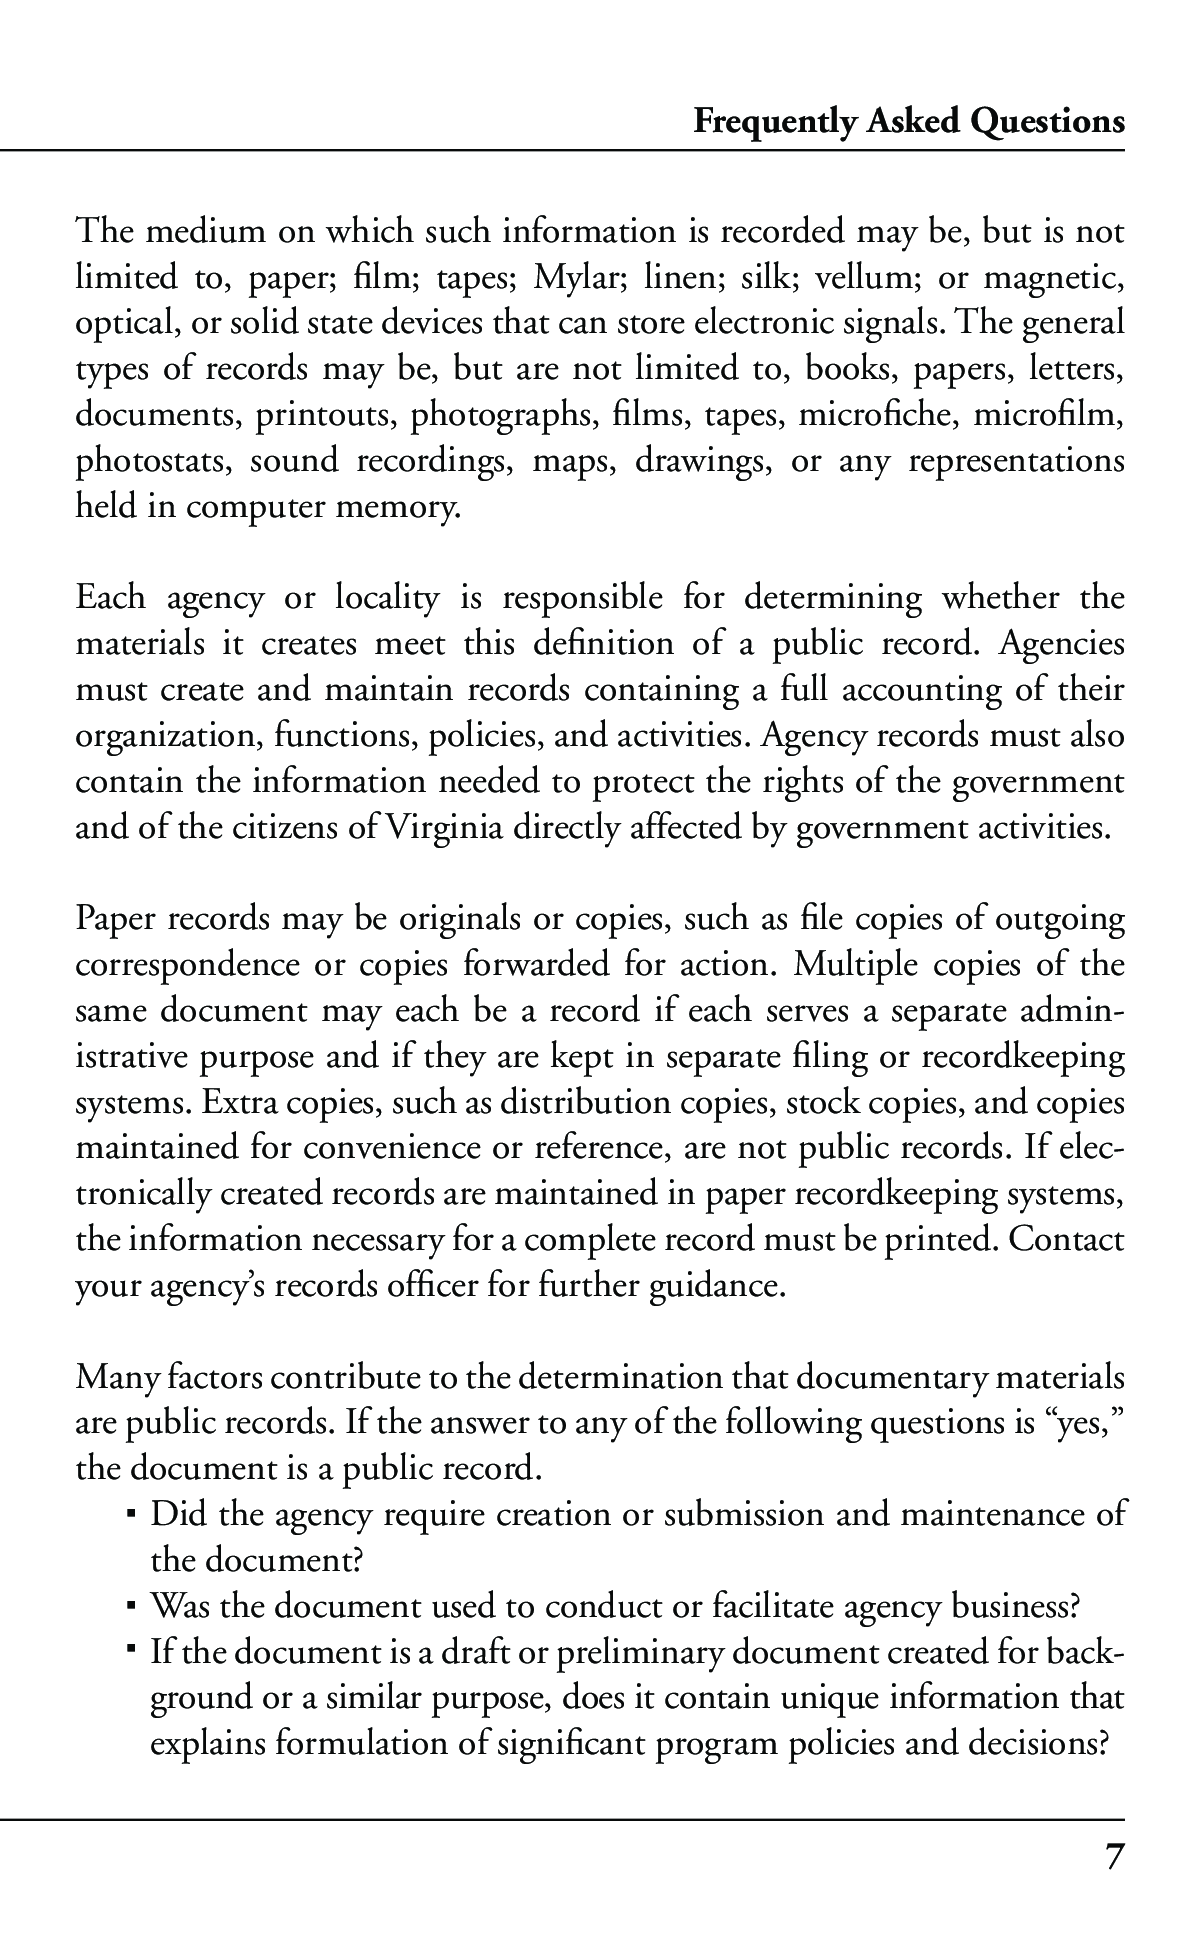 Frequently Asked Questions
The medium on which such information is recorded may be, but is not
limited to, paper; film; tapes; Mylar; linen; silk; vellum; or magnetic,
optical, or solid state devices that can store electronic signals. The general
types of records may be, but are not limited to, books, papers, letters,
documents, printouts, photographs, films, tapes, microfiche, microfilm,
photostats, sound recordings, maps, drawings, or any representations
held in computer memory.
Each agency or locality is responsible for determining whether the
materials it creates meet this definition of a public record. Agencies
must create and maintain records containing a full accounting of their
organization, functions, policies, and activities. Agency records must also
contain the information needed to protect the rights of the government
and of the citizens of Virginia directly affected by government activities.
Paper records may be originals or copies, such as file copies of outgoing
correspondence or copies forwarded for action. Multiple copies of the
same document may each be a record if each serves a separate admin-
istrative purpose and if they are kept in separate filing or recordkeeping
systems. Extra copies, such as distribution copies, stock copies, and copies
maintained for convenience or reference, are not public records. If elec-
tronically created records are maintained in paper recordkeeping systems,
the information necessary for a complete record must be printed. Contact
your agency’s records officer for further guidance.
Many factors contribute to the determination that documentary materials
are public records. If the answer to any of the following questions is “yes,”
the document is a public record.
▪ Did the agency require creation or submission and maintenance of
the document?
▪ Was the document used to conduct or facilitate agency business?
▪ If the document is a draft or preliminary document created for back-
ground or a similar purpose, does it contain unique information that
explains formulation of significant program policies and decisions?
7